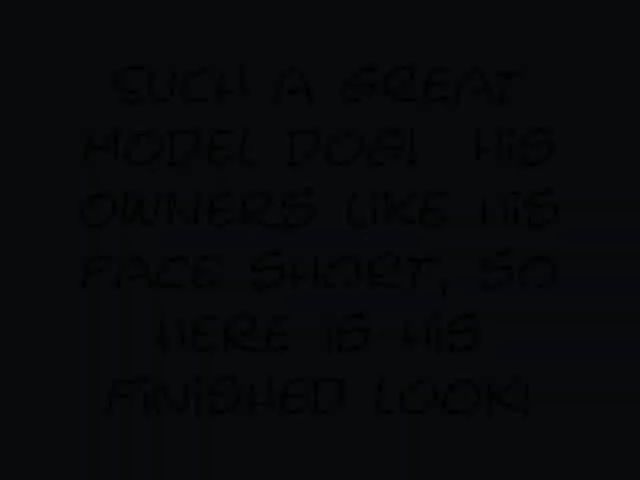 SUCH A GREAT
MODEL DOG! HIS
OWNERS LIKE HIS
FACE SHORT, SO
HERE IS HIS
FINISHED LOOK!